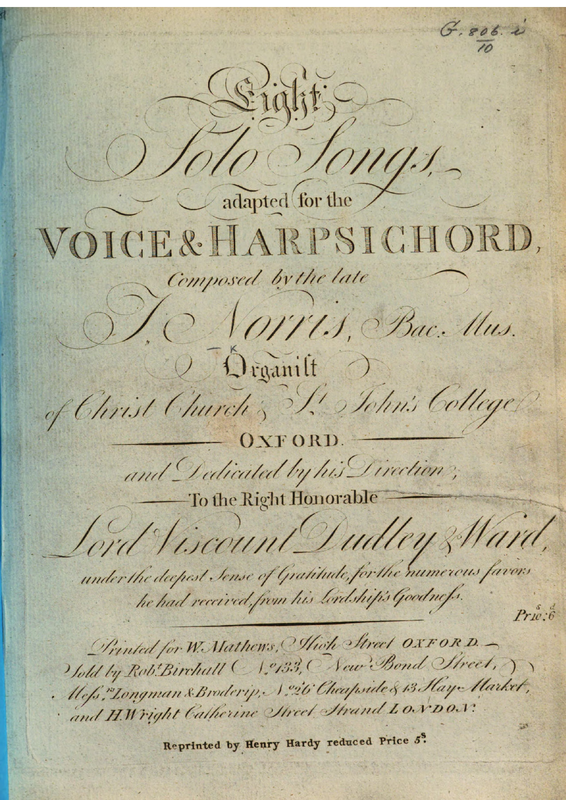 G. 806. i
10
Eight
Solo Songs,
adapted for the
VOICE & HARPSICHORD,
Composed by the late
T. Norris, Bac. Mus.
Organist
of Christ Church & St. John's College
OXFORD.
and Dedicated by his Direction,
To the Right Honorable
Lord Viscount Dudley & Ward,
under the deepest Sense of Gratitude, for the numerous favors
he had received, from his Lordship's Goodness.
Pr: 10s: 6d
Printed for W. Mathews, High Street OXFORD.
Sold by Robt. Birchall No. 133, New Bond Street,
Messrs. Longman & Broderip, No. 26 Cheapside & 13 Hay Market,
and H. Wright Catherine Street Strand LONDON.
Reprinted by Henry Hardy reduced Price 5s.